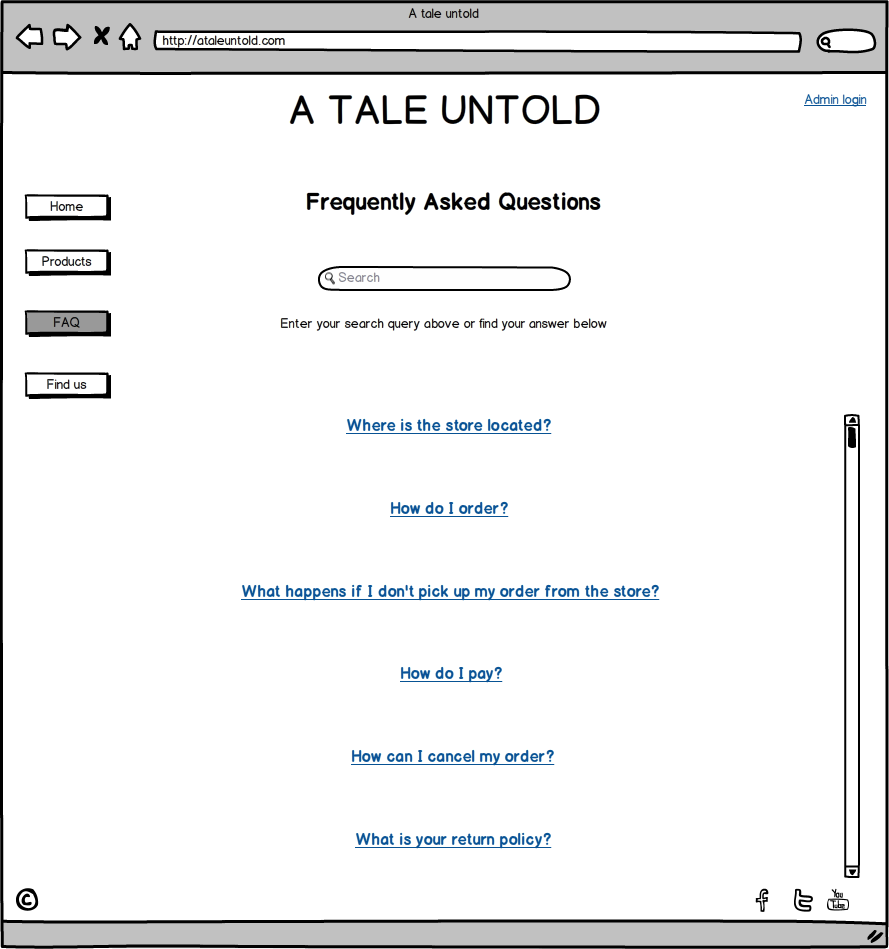 A tale untold
http://ataleuntold.com
A TALE UNTOLD
Admin login
Home
Products
FAQ
Find us
Frequently Asked Questions
Search
Enter your search query above or find your answer below
Where is the store located?
How do I order?
What happens if I don't pick up my order from the store?
How do I pay?
How can I cancel my order?
What is your return policy?
©
You
Tube